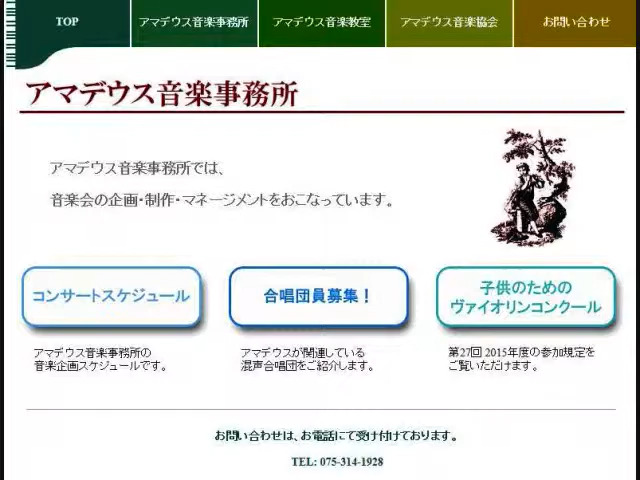 TOP
アマデウス音楽事務所
アマデウス音楽教室
アマデウス音楽協会
お問い合わせ
アマデウス音楽事務所
アマデウス音楽事務所では、
音楽会の企画・制作・マネージメントをおこなっています。
コンサートスケジュール
合唱団員募集！
子供のための
ヴァイオリンコンクール
アマデウス音楽事務所の
音楽企画スケジュールです。
アマデウスが関連している
混声合唱団をご紹介します。
第27回 2015年度の参加規定を
ご覧いただけます。
お問い合わせは、お電話にて受け付けております。
TEL: 075-314-1928